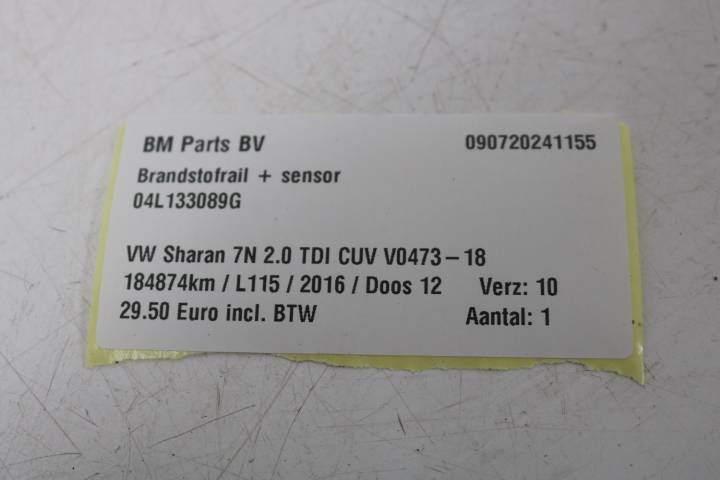 BM Parts BV 090720241155
Brandstofrail + sensor
04L133089G
VW Sharan 7N 2.0 TDI CUV V0473-18
184874km / L115 / 2016 / Doos 12 Verz: 10
29.50 Euro incl. BTW Aantal: 1